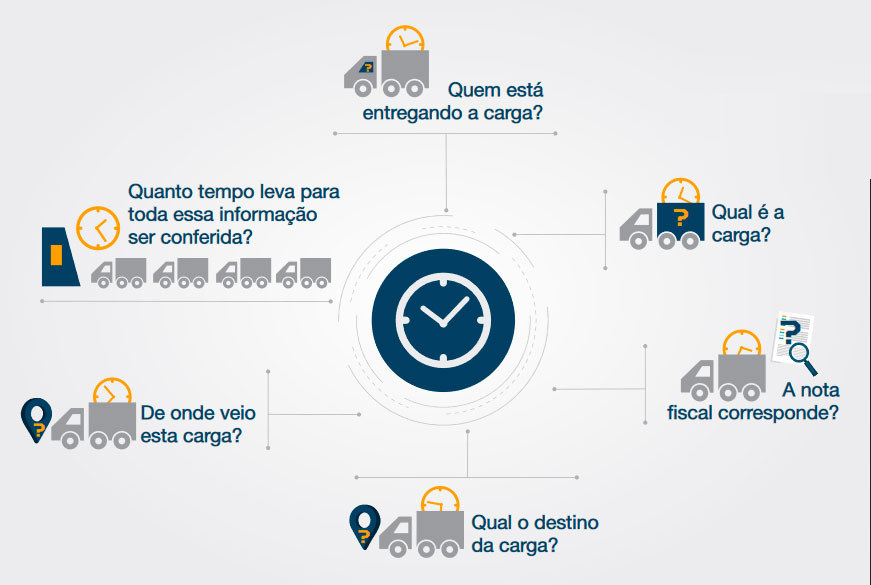 Quem está
entregando a carga?
Qual é a
carga?
A nota
fiscal corresponde?
Qual o destino
da carga?
De onde veio
esta carga?
Quanto tempo leva para
toda essa informação
ser conferida?